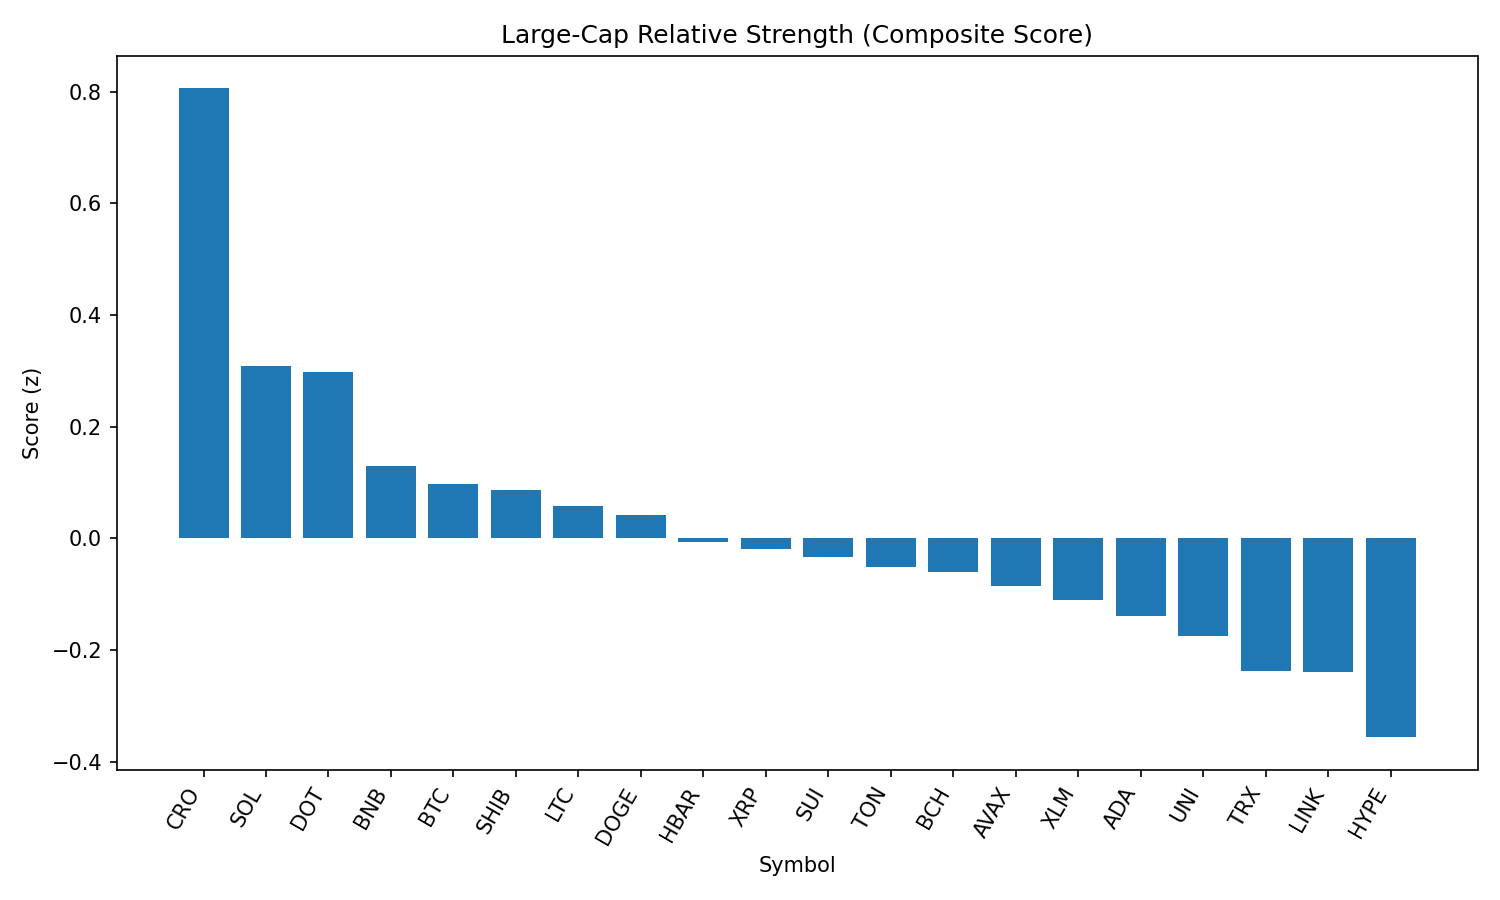 Large-Cap Relative Strength (Composite Score)
Score (z)
0.8
0.6
0.4
0.2
0.0
−0.2
−0.4
CRO
SOL
DOT
BNB
BTC
SHIB
LTC
DOGE
HBAR
XRP
SUI
TON
BCH
AVAX
XLM
ADA
UNI
TRX
LINK
HYPE
Symbol